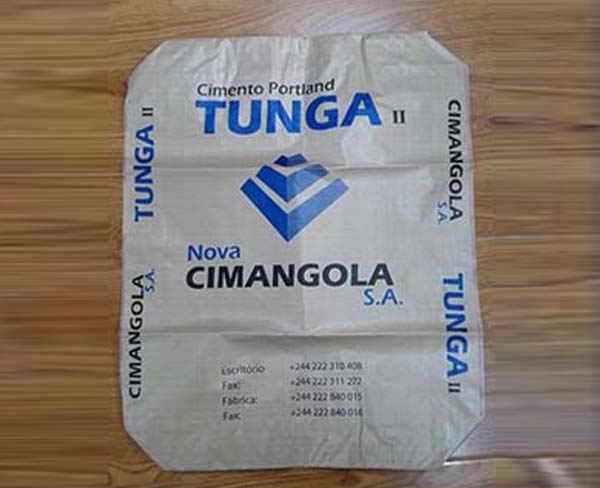 Cimento Portland
TUNGA II
Nova
CIMANGOLA
S.A.
Escritório +244 222 310 408
Fax: +244 222 311 272
Fábrica: +244 222 840 015
Fax: +244 222 840 016
TUNGA II
CIMANGOLA
S.A.
CIMANGOLA
S.A.
TUNGA II